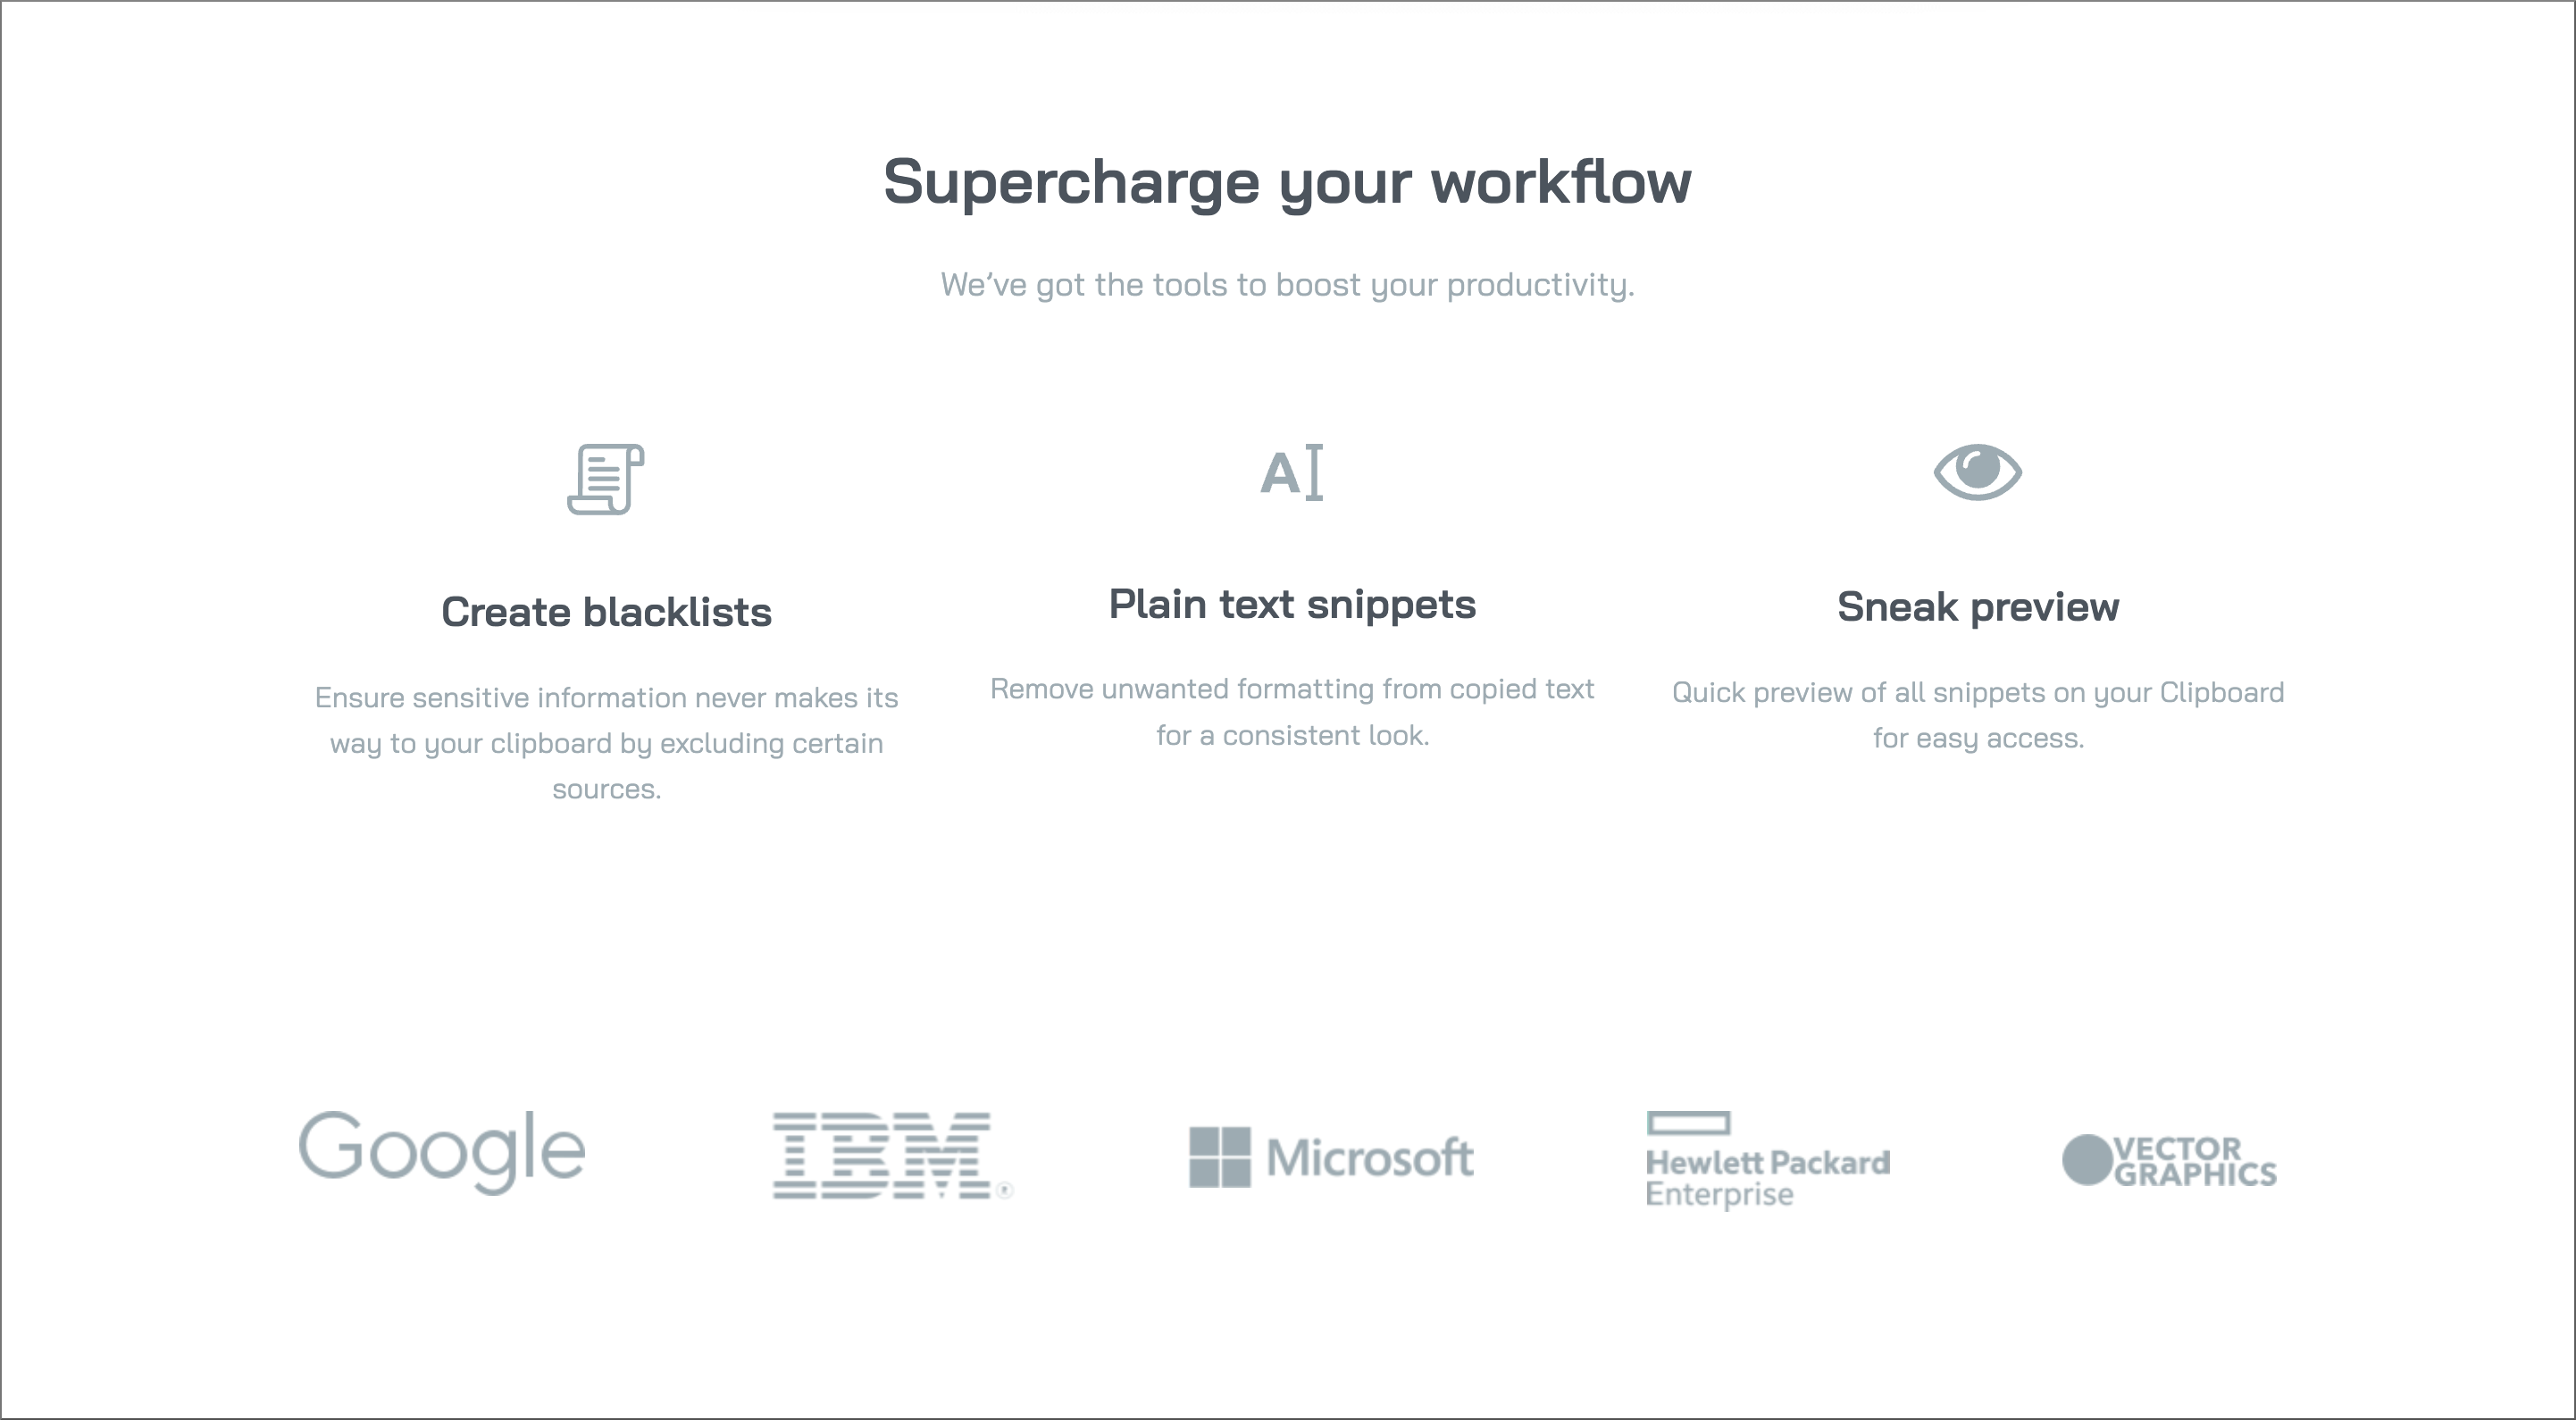 Supercharge your workflow
We’ve got the tools to boost your productivity.
AI
Create blacklists
Ensure sensitive information never makes its
way to your clipboard by excluding certain
sources.
Plain text snippets
Remove unwanted formatting from copied text
for a consistent look.
Sneak preview
Quick preview of all snippets on your Clipboard
for easy access.
Google
IBM®
Microsoft
Hewlett Packard
Enterprise
VECTOR
GRAPHICS